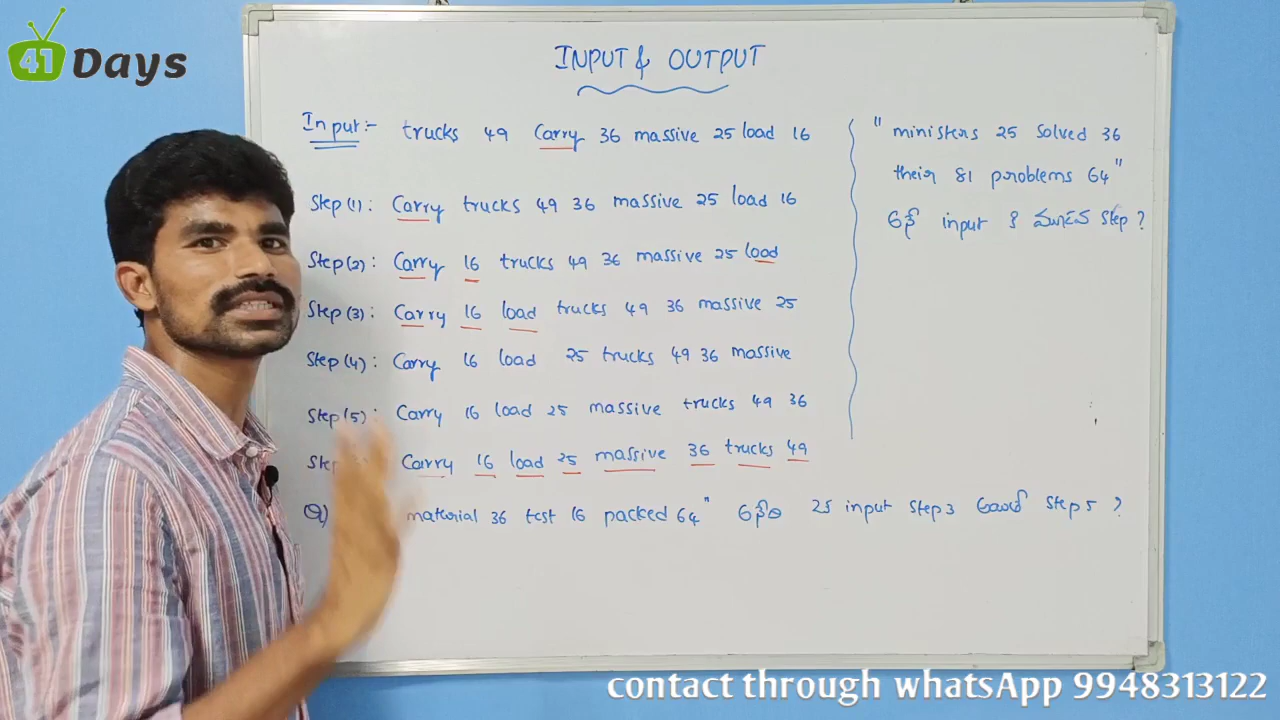 41 Days
INPUT & OUTPUT
Input:- trucks 49 Carry 36 massive 25 load 16
Step(1): Carry trucks 49 36 massive 25 load 16
Step(2): Carry 16 trucks 49 36 massive 25 load
Step(3): Carry 16 load trucks 49 36 massive 25
Step(4): Carry 16 load 25 trucks 49 36 massive
Step(5): Carry 16 load 25 massive trucks 49 36
Carry 16 load 25 massive 36 trucks 49
Q) material 36 test 16 packed 64" 25 input step 3 అయితే step 5 ?
" ministers 25 solved 36
their 81 problems 64 "
అనే input కి మూడవ step ?
contact through whatsApp 9948313122